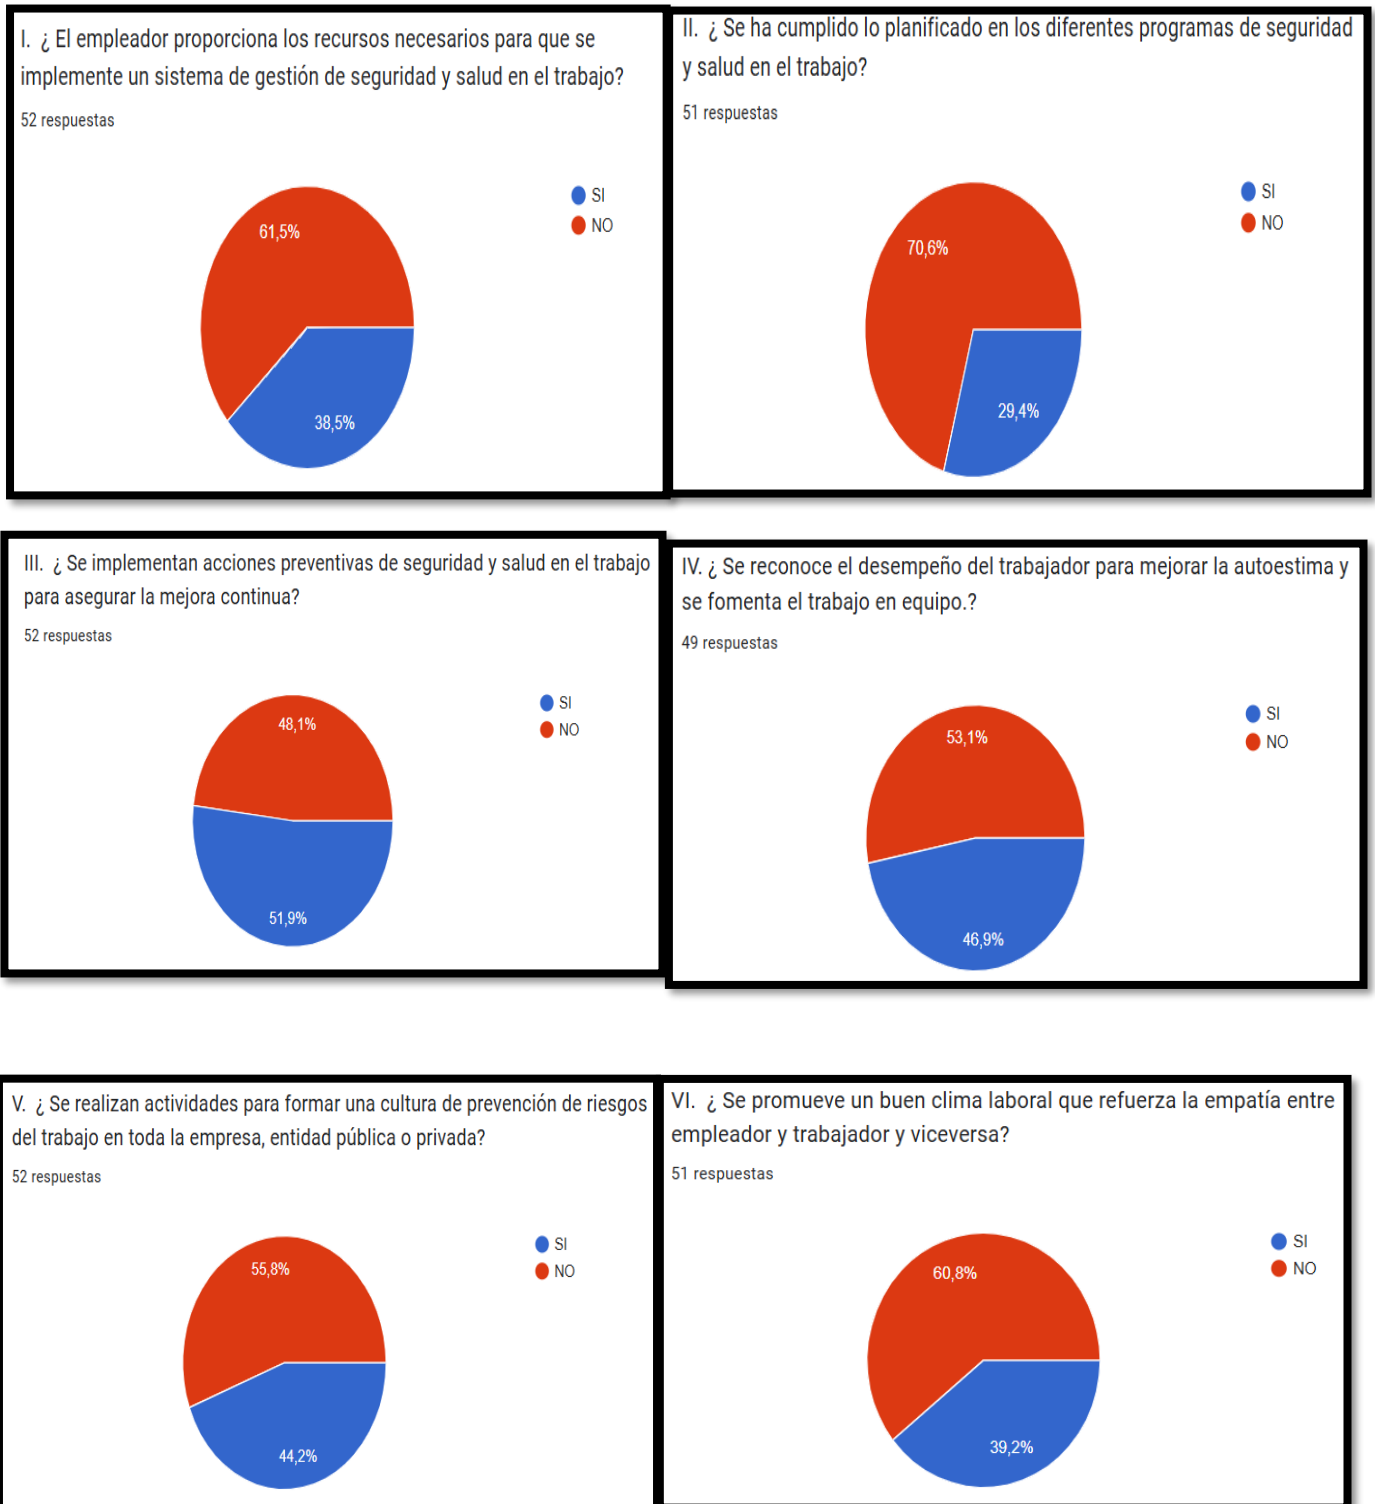 I. ¿ El empleador proporciona los recursos necesarios para que se
implemente un sistema de gestión de seguridad y salud en el trabajo?
52 respuestas
SI
NO
61,5%
38,5%
II. ¿ Se ha cumplido lo planificado en los diferentes programas de seguridad
y salud en el trabajo?
51 respuestas
SI
NO
70,6%
29,4%
III. ¿ Se implementan acciones preventivas de seguridad y salud en el trabajo
para asegurar la mejora continua?
52 respuestas
SI
NO
48,1%
51,9%
IV. ¿ Se reconoce el desempeño del trabajador para mejorar la autoestima y
se fomenta el trabajo en equipo.?
49 respuestas
SI
NO
53,1%
46,9%
V. ¿ Se realizan actividades para formar una cultura de prevención de riesgos
del trabajo en toda la empresa, entidad pública o privada?
52 respuestas
SI
NO
55,8%
44,2%
VI. ¿ Se promueve un buen clima laboral que refuerza la empatía entre
empleador y trabajador y viceversa?
51 respuestas
SI
NO
60,8%
39,2%